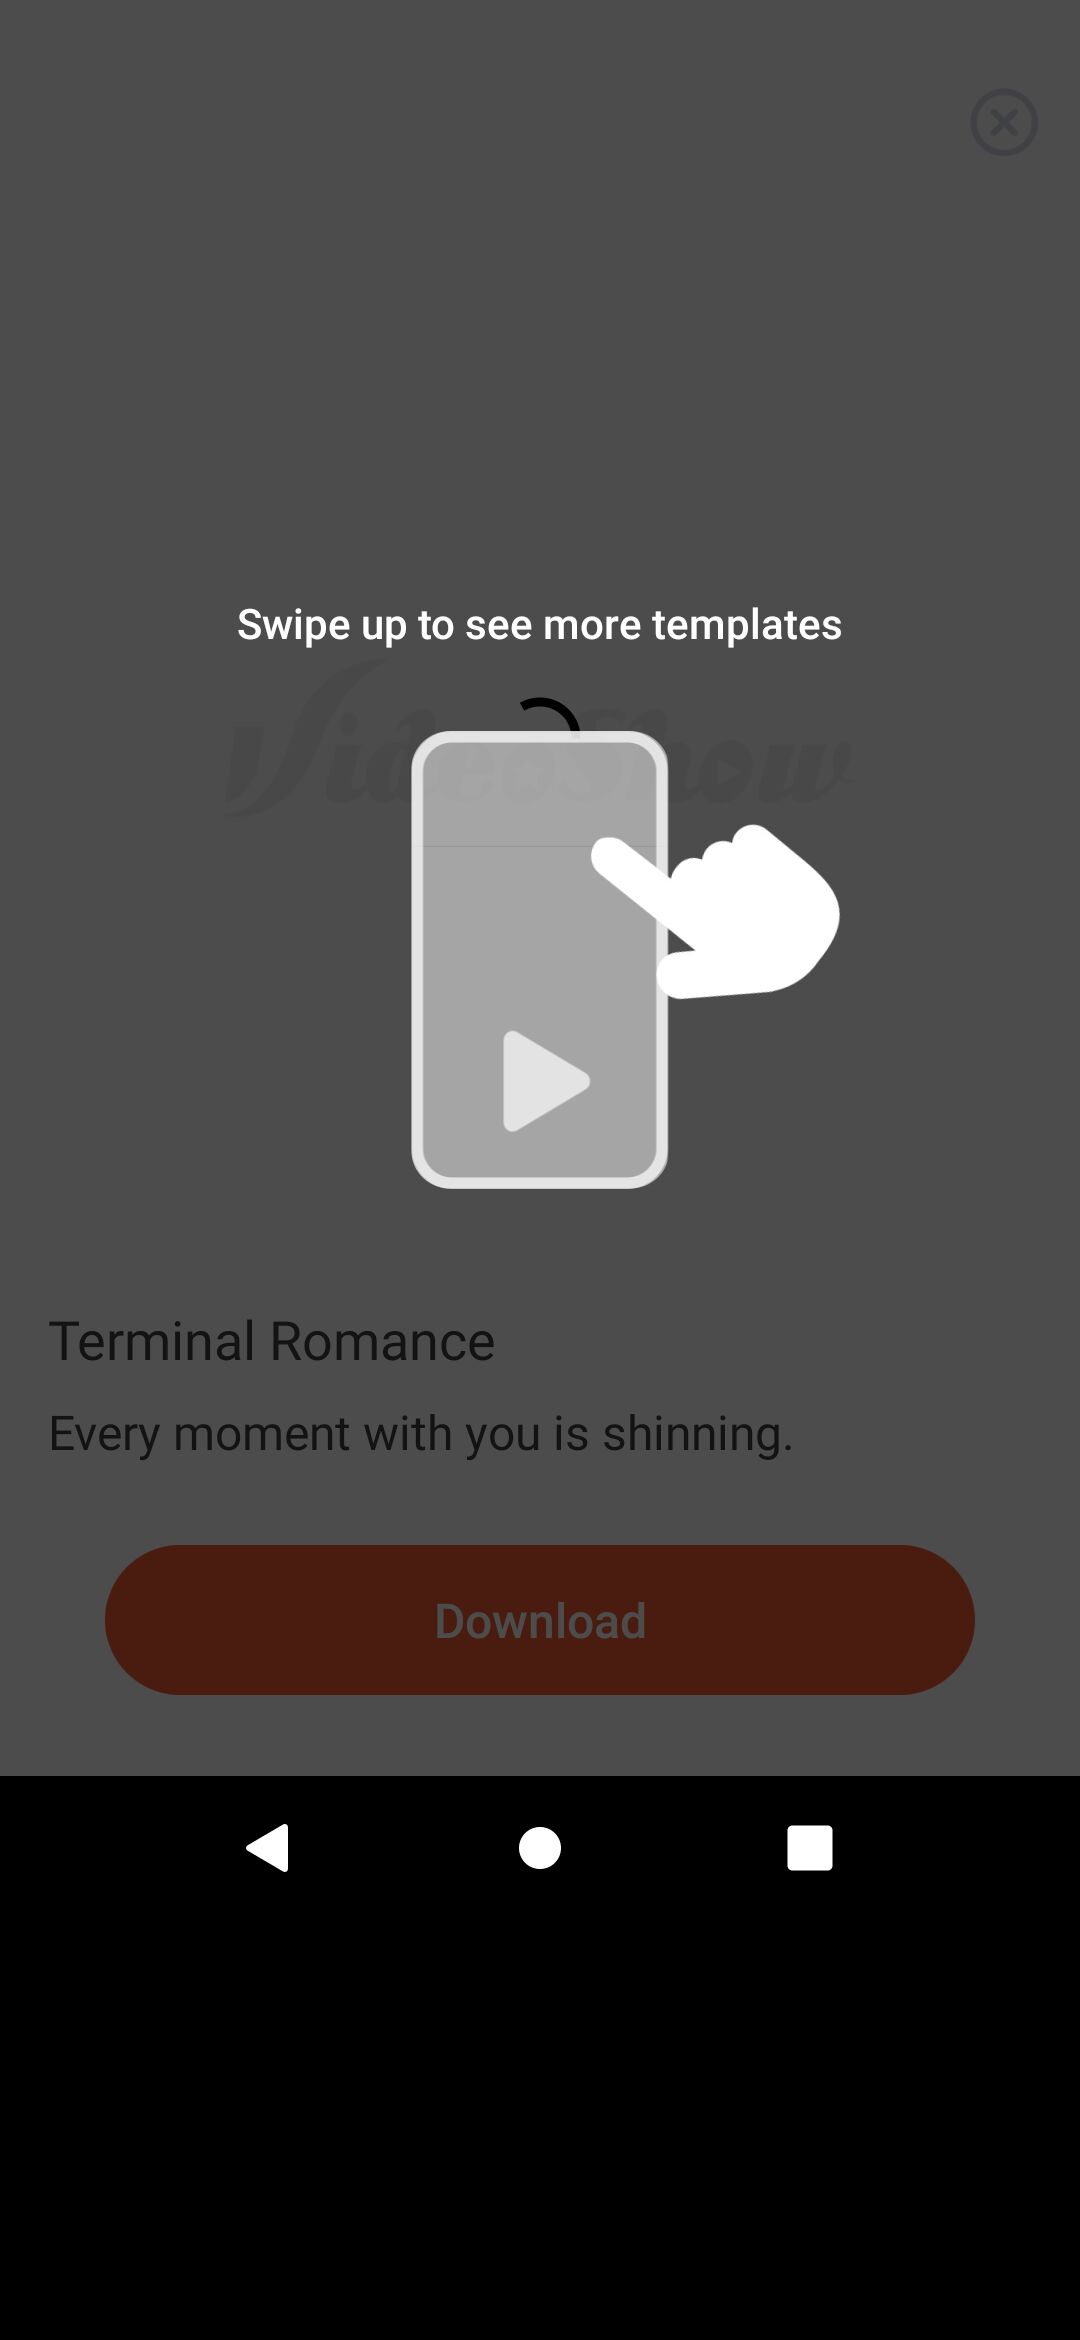 Swipe up to see more templates
VideoShow
Terminal Romance
Every moment with you is shinning.
Download